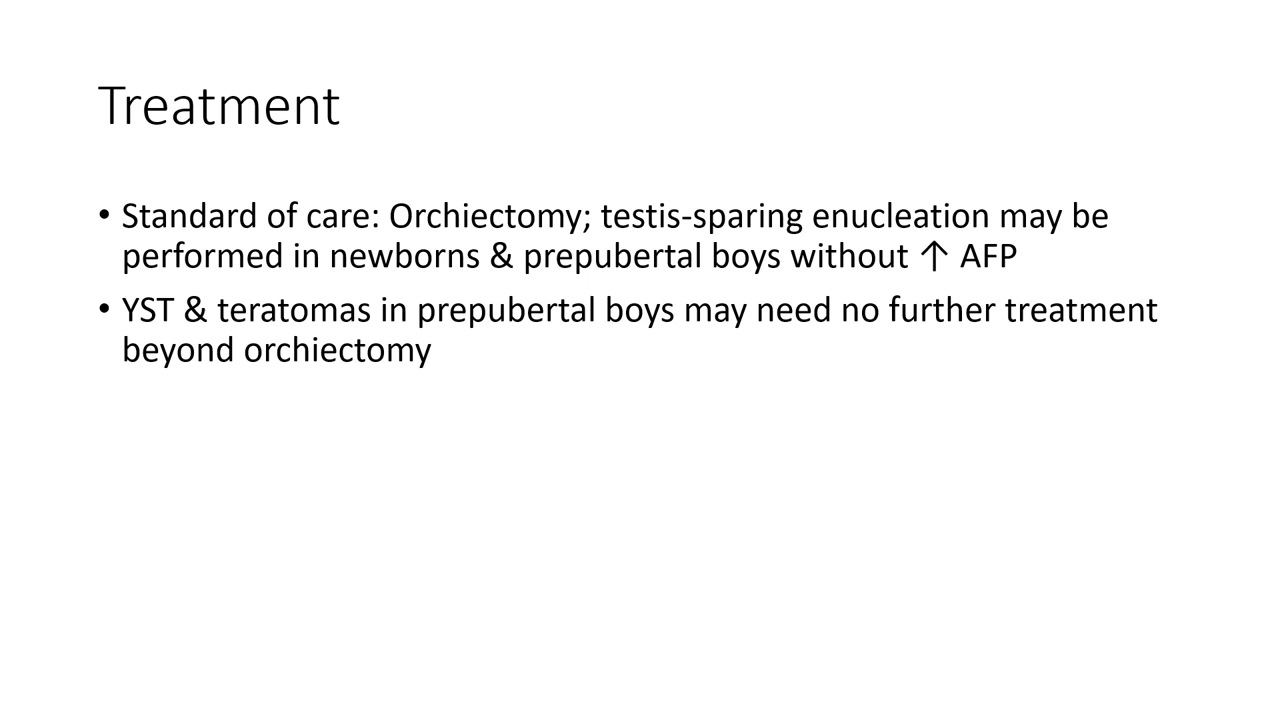 Treatment
• Standard of care: Orchiectomy; testis-sparing enucleation may be
performed in newborns & prepubertal boys without ↑ AFP
• YST & teratomas in prepubertal boys may need no further treatment
beyond orchiectomy